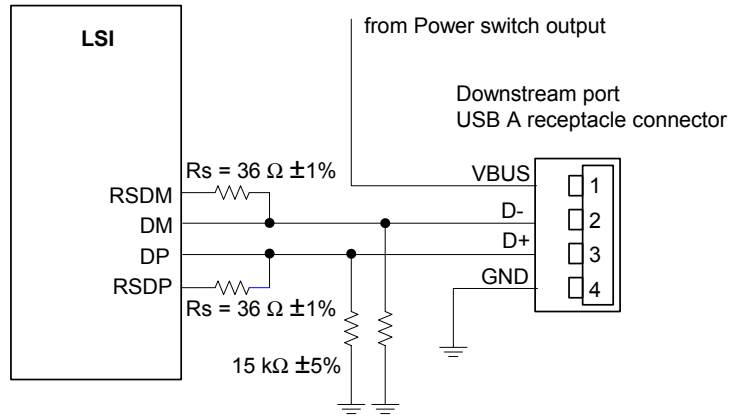 LSI
from Power switch output
Downstream port
USB A receptacle connector
Rs = 36 Ω ±1%
VBUS
1
RSDM
D-
2
DM
D+
3
DP
GND
4
RSDP
Rs = 36 Ω ±1%
15 kΩ ±5%